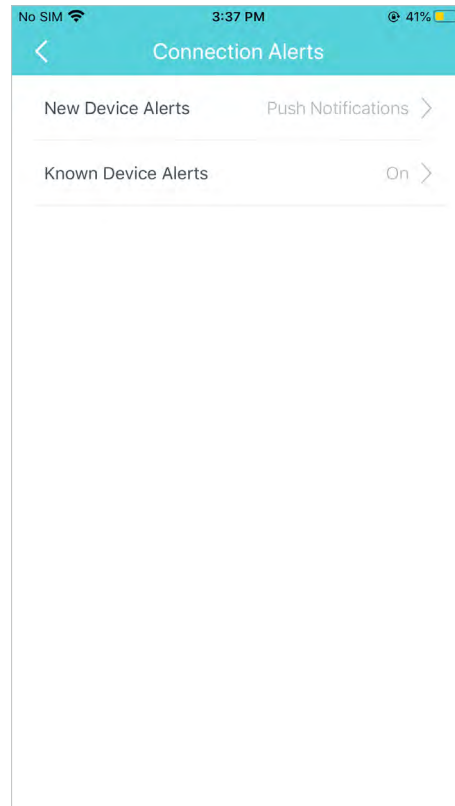 No SIM 3:37 PM 41%
Connection Alerts
New Device Alerts Push Notifications
Known Device Alerts On